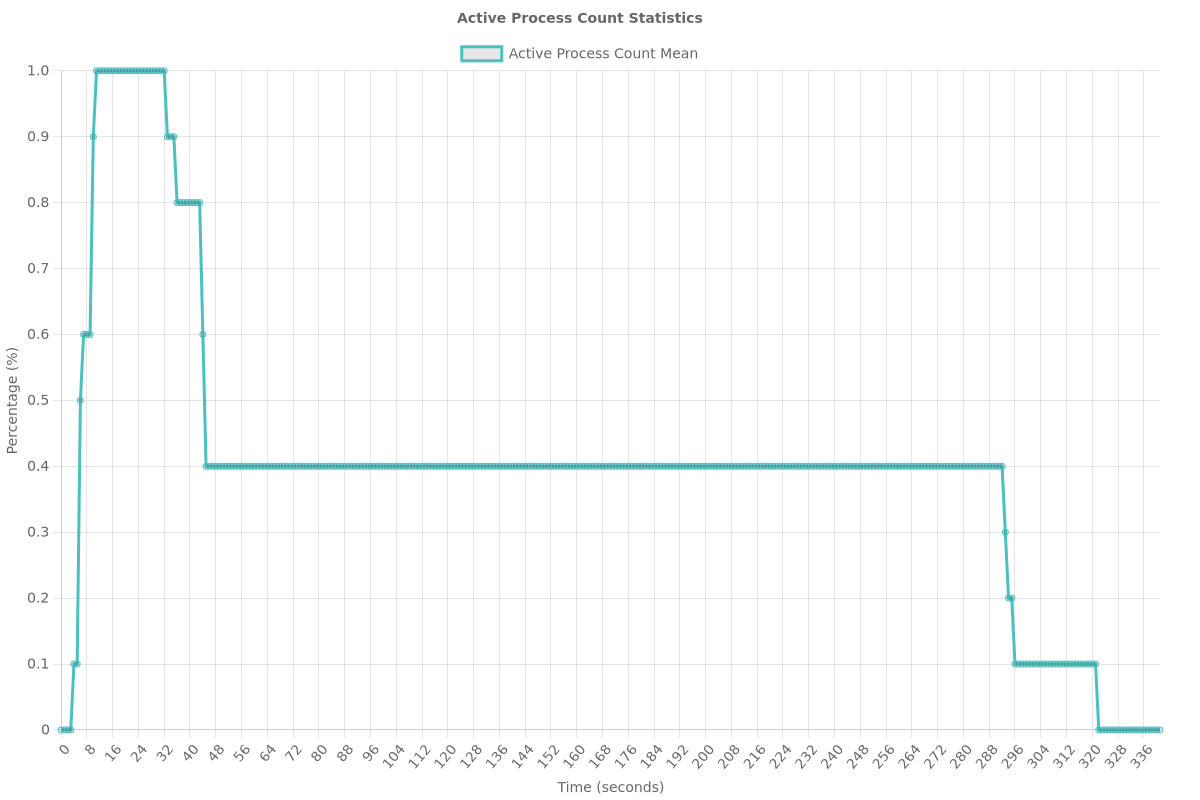 Active Process Count Statistics
Active Process Count Mean
1.0
0.9
0.8
0.7
0.6
0.5
0.4
0.3
0.2
0.1
0
Percentage (%)
0 8 16 24 32 40 48 56 64 72 80 88 96 104 112 120 128 136 144 152 160 168 176 184 192 200 208 216 224 232 240 248 256 264 272 280 288 296 304 312 320 328 336
Time (seconds)